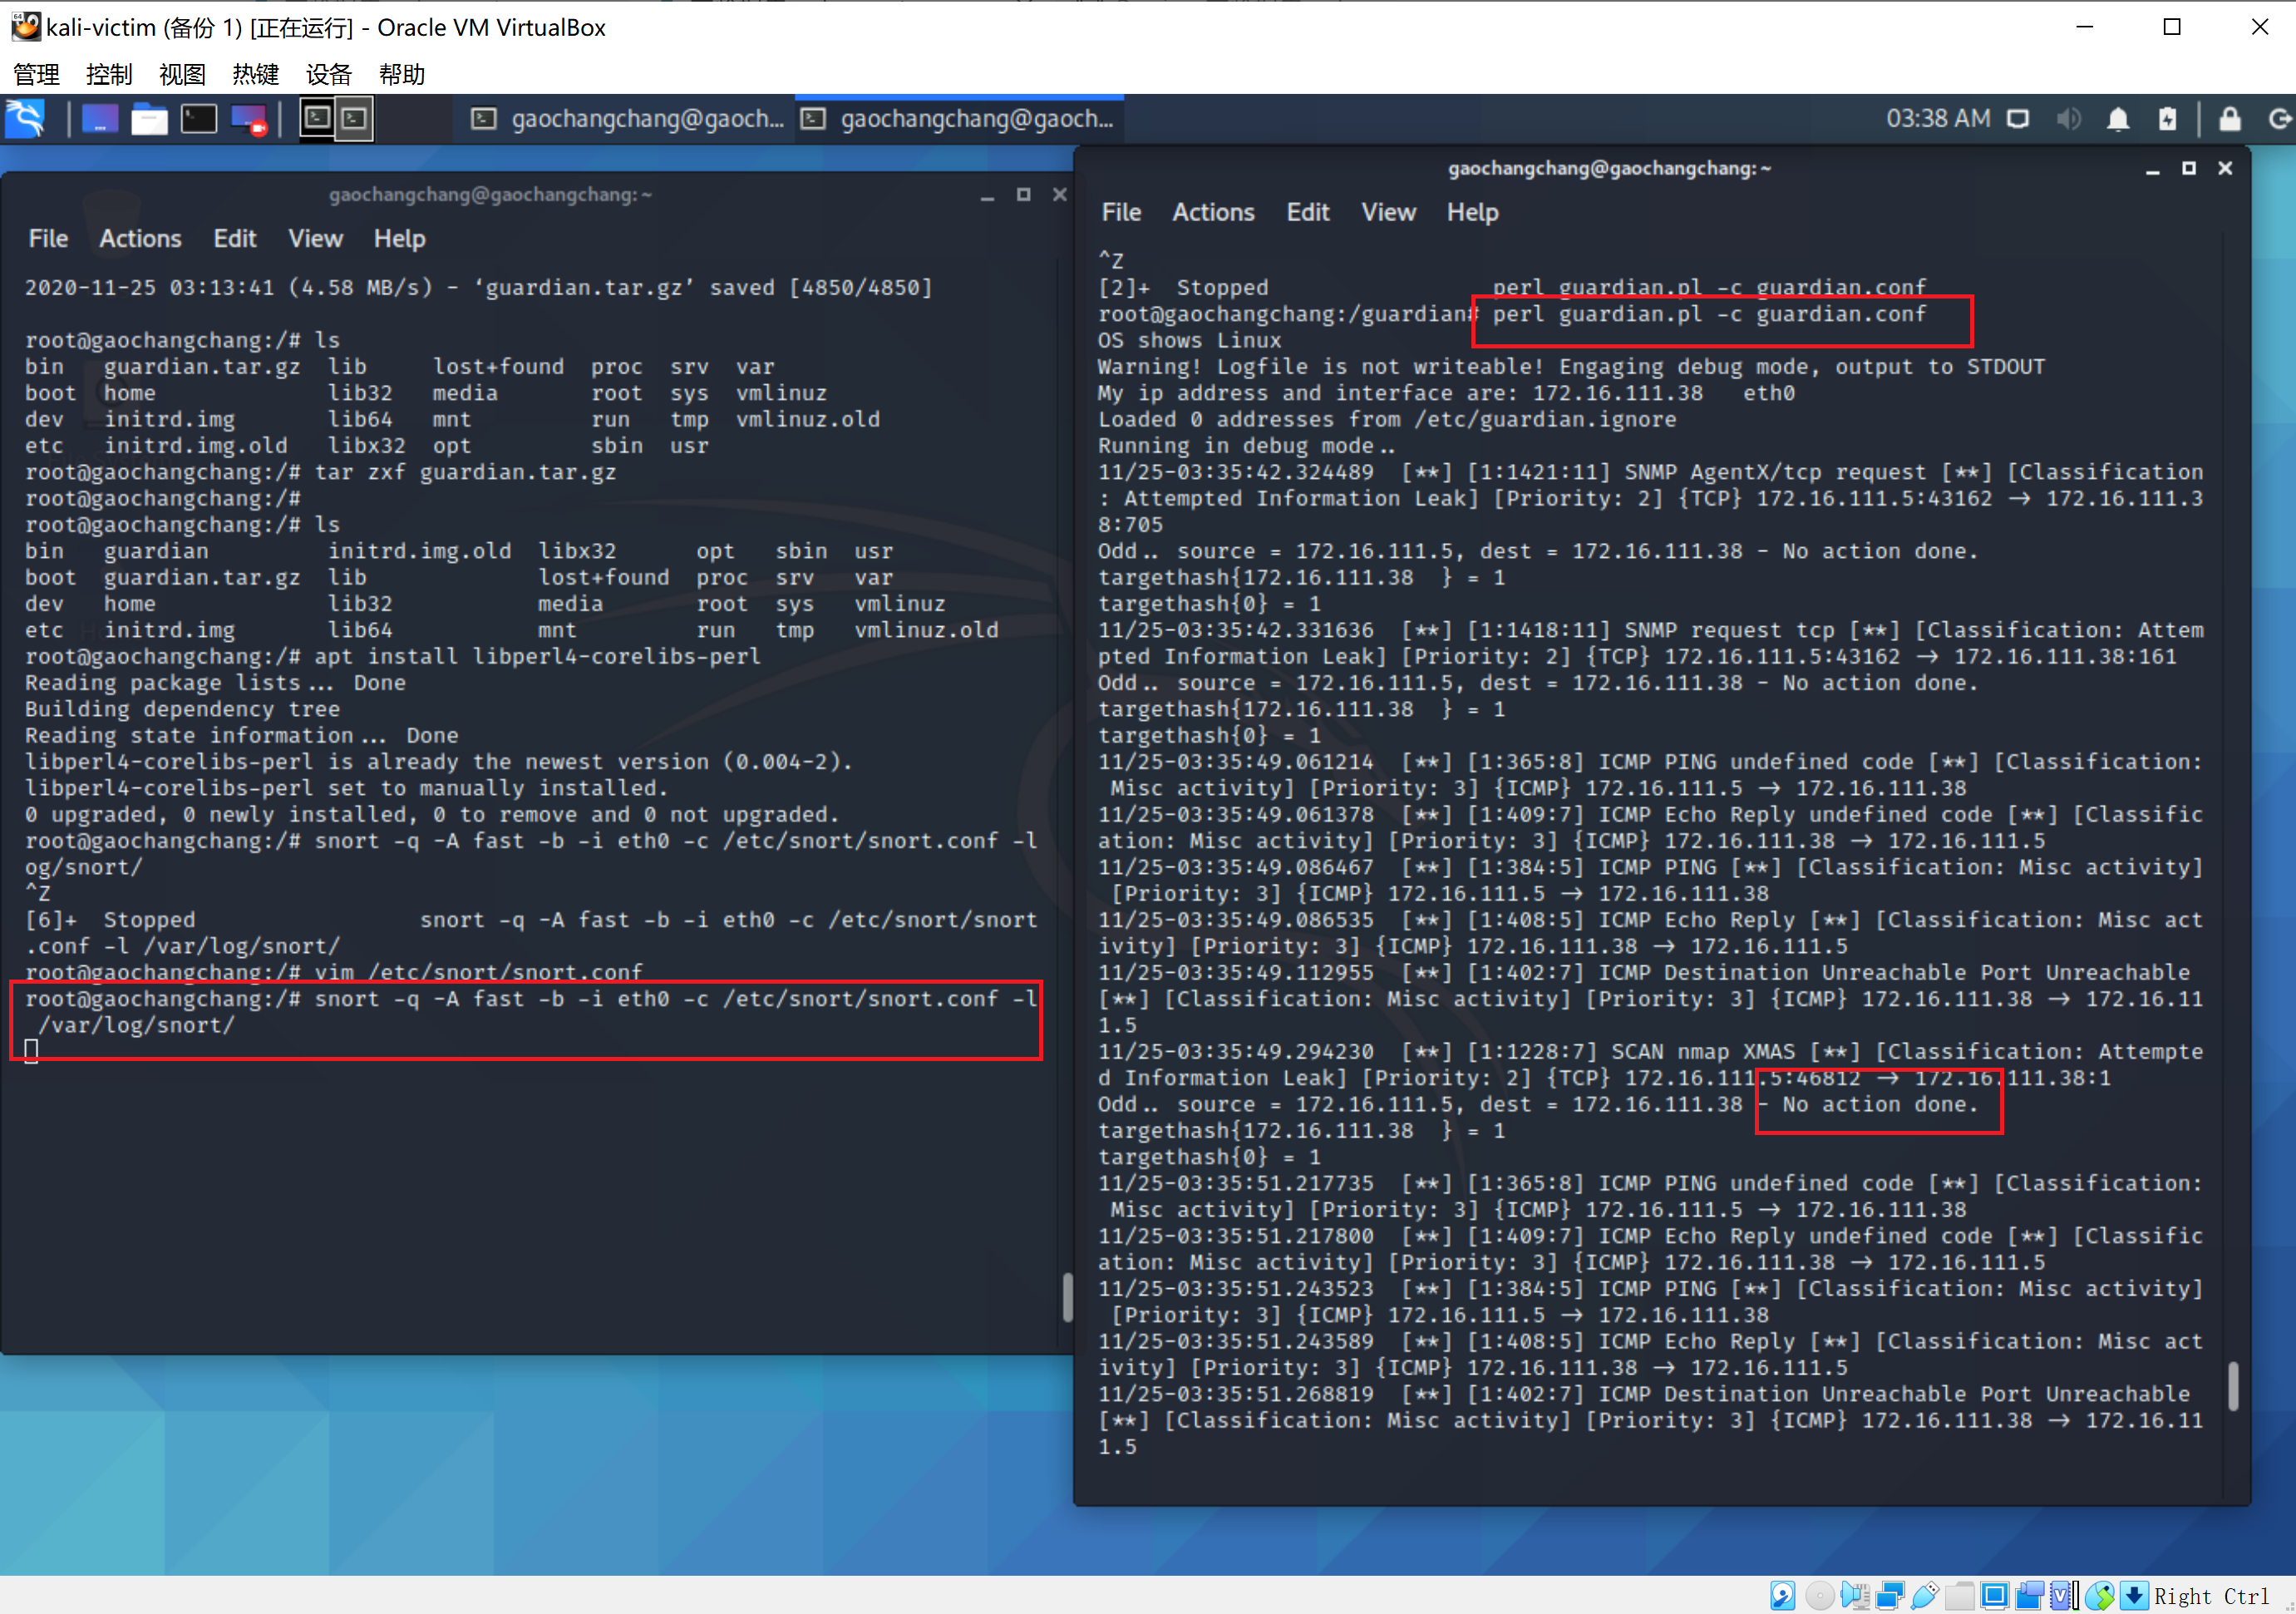 kali-victim (备份 1) [正在运行] - Oracle VM VirtualBox
管理 控制 视图 热键 设备 帮助
gaochangchang@gaoch... gaochangchang@gaoch... 03:38 AM
gaochangchang@gaochangchang:~
File Actions Edit View Help
2020-11-25 03:13:41 (4.58 MB/s) - ‘guardian.tar.gz’ saved [4850/4850]
root@gaochangchang:/# ls
bin guardian.tar.gz lib lost+found proc srv var
boot home lib32 media root sys vmlinuz
dev initrd.img lib64 mnt run tmp vmlinuz.old
etc initrd.img.old libx32 opt sbin usr
root@gaochangchang:/# tar zxf guardian.tar.gz
root@gaochangchang:/#
root@gaochangchang:/# ls
bin guardian initrd.img.old libx32 opt sbin usr
boot guardian.tar.gz lib lost+found proc srv var
dev home lib32 media root sys vmlinuz
etc initrd.img lib64 mnt run tmp vmlinuz.old
root@gaochangchang:/# apt install libperl4-corelibs-perl
Reading package lists... Done
Building dependency tree
Reading state information... Done
libperl4-corelibs-perl is already the newest version (0.004-2).
libperl4-corelibs-perl set to manually installed.
0 upgraded, 0 newly installed, 0 to remove and 0 not upgraded.
root@gaochangchang:/# snort -q -A fast -b -i eth0 -c /etc/snort/snort.conf -l
og/snort/
^Z
[6]+ Stopped snort -q -A fast -b -i eth0 -c /etc/snort/snort
.conf -l /var/log/snort/
root@gaochangchang:/# vim /etc/snort/snort.conf
root@gaochangchang:/# snort -q -A fast -b -i eth0 -c /etc/snort/snort.conf -l
/var/log/snort/
gaochangchang@gaochangchang:~
File Actions Edit View Help
^Z
[2]+ Stopped perl guardian.pl -c guardian.conf
root@gaochangchang:/guardian# perl guardian.pl -c guardian.conf
OS shows Linux
Warning! Logfile is not writeable! Engaging debug mode, output to STDOUT
My ip address and interface are: 172.16.111.38 eth0
Loaded 0 addresses from /etc/guardian.ignore
Running in debug mode..
11/25-03:35:42.324489 [**] [1:1421:11] SNMP AgentX/tcp request [**] [Classification
: Attempted Information Leak] [Priority: 2] {TCP} 172.16.111.5:43162 → 172.16.111.3
8:705
Odd.. source = 172.16.111.5, dest = 172.16.111.38 - No action done.
targethash{172.16.111.38 } = 1
targethash{0} = 1
11/25-03:35:42.331636 [**] [1:1418:11] SNMP request tcp [**] [Classification: Attem
pted Information Leak] [Priority: 2] {TCP} 172.16.111.5:43162 → 172.16.111.38:161
Odd.. source = 172.16.111.5, dest = 172.16.111.38 - No action done.
targethash{172.16.111.38 } = 1
targethash{0} = 1
11/25-03:35:49.061214 [**] [1:365:8] ICMP PING undefined code [**] [Classification:
Misc activity] [Priority: 3] {ICMP} 172.16.111.5 → 172.16.111.38
11/25-03:35:49.061378 [**] [1:409:7] ICMP Echo Reply undefined code [**] [Classific
ation: Misc activity] [Priority: 3] {ICMP} 172.16.111.38 → 172.16.111.5
11/25-03:35:49.086467 [**] [1:384:5] ICMP PING [**] [Classification: Misc activity]
[Priority: 3] {ICMP} 172.16.111.5 → 172.16.111.38
11/25-03:35:49.086535 [**] [1:408:5] ICMP Echo Reply [**] [Classification: Misc act
ivity] [Priority: 3] {ICMP} 172.16.111.38 → 172.16.111.5
11/25-03:35:49.112955 [**] [1:402:7] ICMP Destination Unreachable Port Unreachable
[**] [Classification: Misc activity] [Priority: 3] {ICMP} 172.16.111.38 → 172.16.11
1.5
11/25-03:35:49.294230 [**] [1:1228:7] SCAN nmap XMAS [**] [Classification: Attempte
d Information Leak] [Priority: 2] {TCP} 172.16.111.5:46812 → 172.16.111.38:1
Odd.. source = 172.16.111.5, dest = 172.16.111.38 - No action done.
targethash{172.16.111.38 } = 1
targethash{0} = 1
11/25-03:35:51.217735 [**] [1:365:8] ICMP PING undefined code [**] [Classification:
Misc activity] [Priority: 3] {ICMP} 172.16.111.5 → 172.16.111.38
11/25-03:35:51.217800 [**] [1:409:7] ICMP Echo Reply undefined code [**] [Classific
ation: Misc activity] [Priority: 3] {ICMP} 172.16.111.38 → 172.16.111.5
11/25-03:35:51.243523 [**] [1:384:5] ICMP PING [**] [Classification: Misc activity]
[Priority: 3] {ICMP} 172.16.111.5 → 172.16.111.38
11/25-03:35:51.243589 [**] [1:408:5] ICMP Echo Reply [**] [Classification: Misc act
ivity] [Priority: 3] {ICMP} 172.16.111.38 → 172.16.111.5
11/25-03:35:51.268819 [**] [1:402:7] ICMP Destination Unreachable Port Unreachable
[**] [Classification: Misc activity] [Priority: 3] {ICMP} 172.16.111.38 → 172.16.11
1.5
Right Ctrl